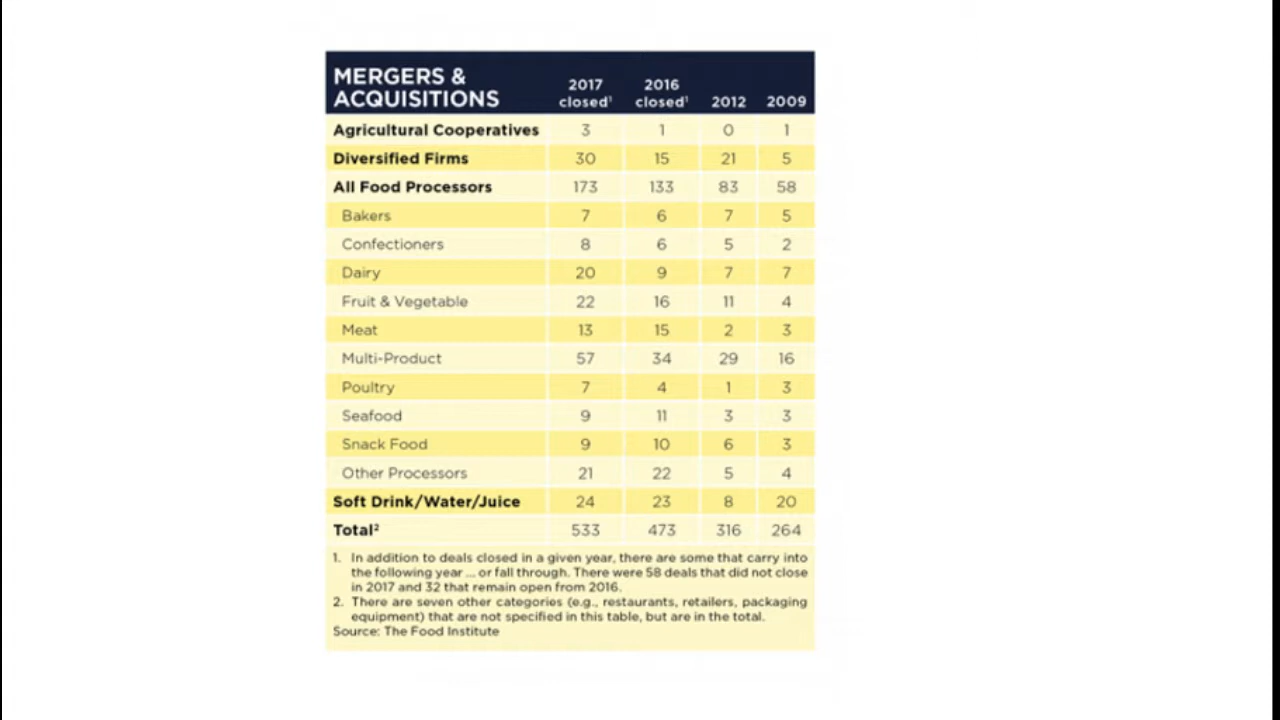 MERGERS &
ACQUISITIONS
2017 closed¹ 2016 closed¹ 2012 2009
Agricultural Cooperatives 3 1 0 1
Diversified Firms 30 15 21 5
All Food Processors 173 133 83 58
Bakers 7 6 7 5
Confectioners 8 6 5 2
Dairy 20 9 7 7
Fruit & Vegetable 22 16 11 4
Meat 13 15 2 3
Multi-Product 57 34 29 16
Poultry 7 4 1 3
Seafood 9 11 3 3
Snack Food 9 10 6 3
Other Processors 21 22 5 4
Soft Drink/Water/Juice 24 23 8 20
Total² 533 473 316 264
1. In addition to deals closed in a given year, there are some that carry into
the following year ... or fall through. There were 58 deals that did not close
in 2017 and 32 that remain open from 2016.
2. There are seven other categories (e.g., restaurants, retailers, packaging
equipment) that are not specified in this table, but are in the total.
Source: The Food Institute